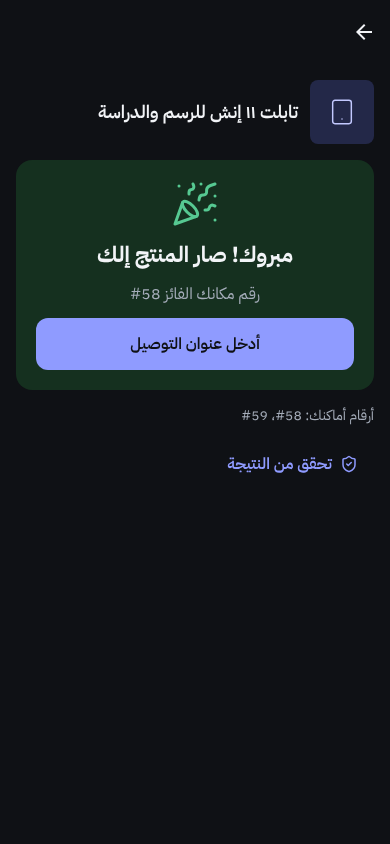 تابلت ١١ إنش للرسم والدراسة
مبروك! صار المنتج إلك
رقم مكانك الفائز 58#
أدخل عنوان التوصيل
أرقام أماكنك: 58#، 59#
تحقق من النتيجة